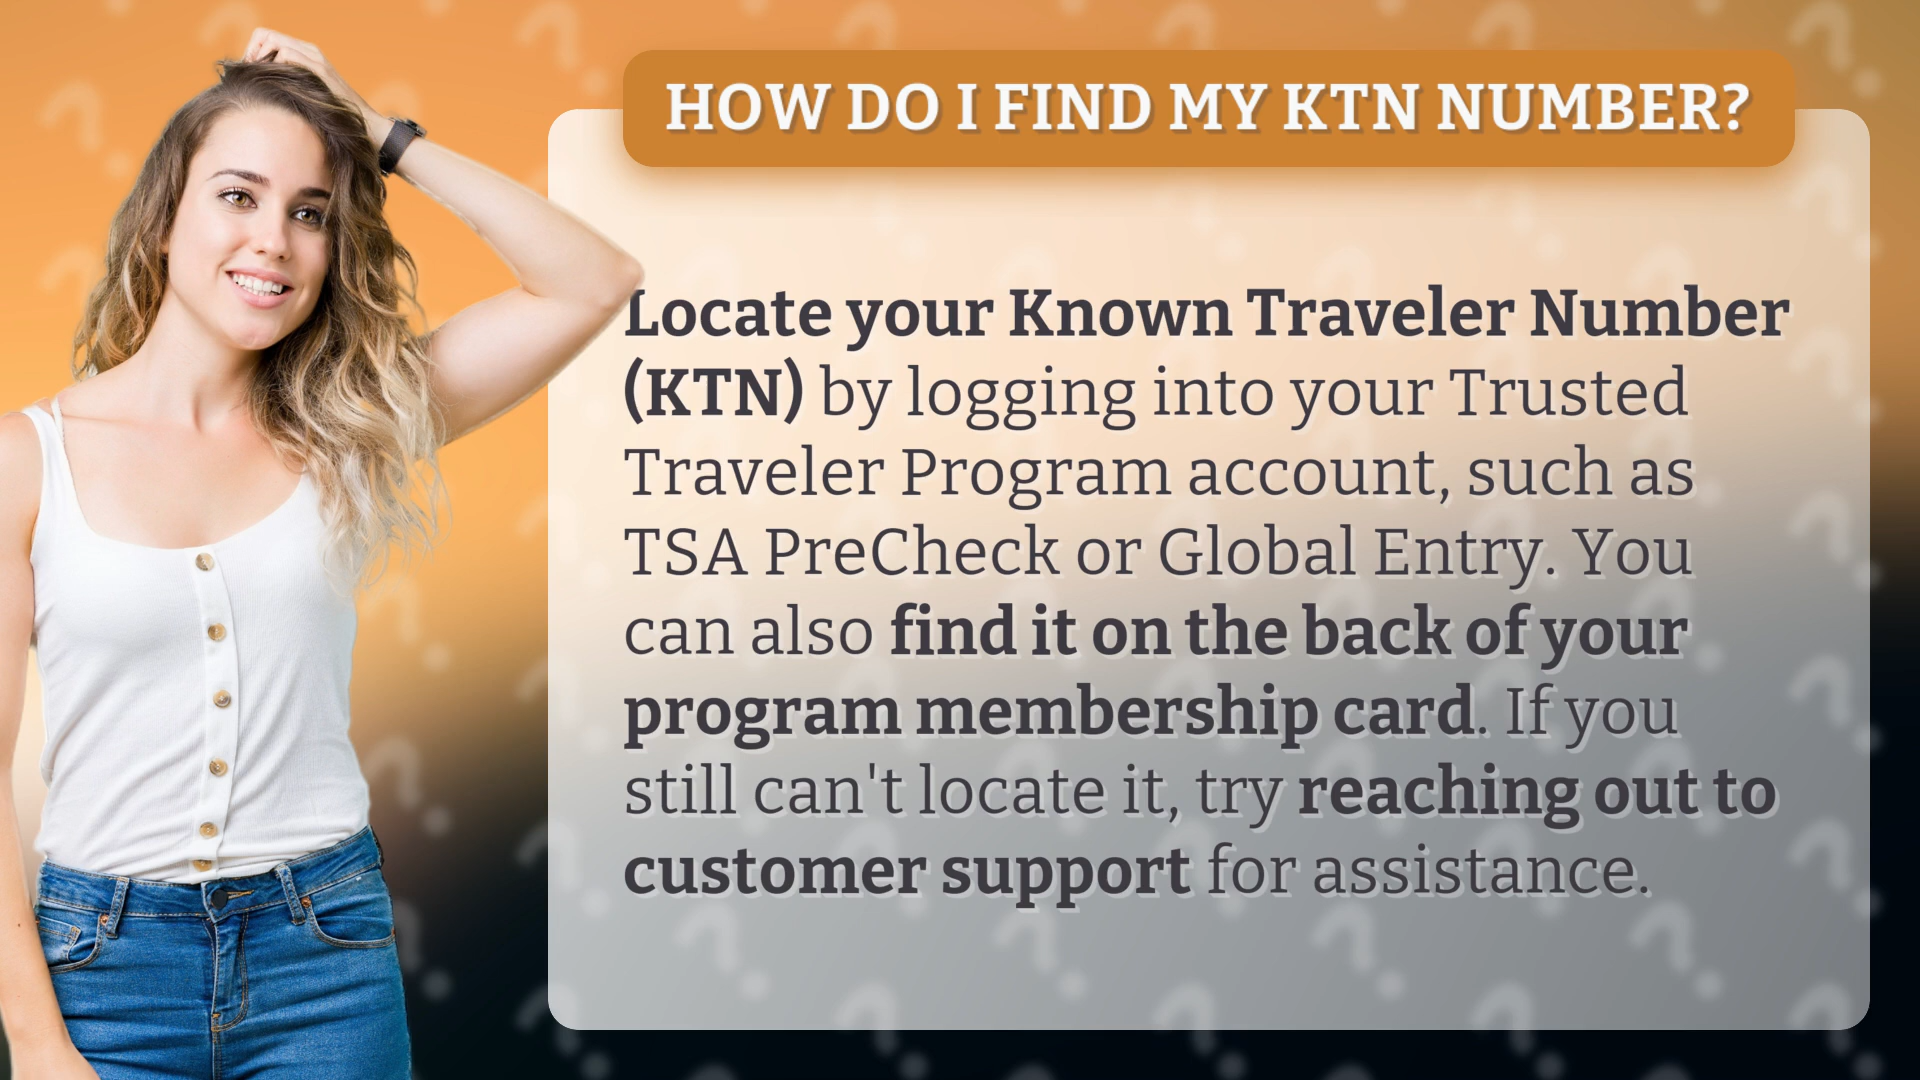 HOW DO I FIND MY KTN NUMBER?
Locate your Known Traveler Number
(KTN) by logging into your Trusted
Traveler Program account, such as
TSA PreCheck or Global Entry. You
can also find it on the back of your
program membership card. If you
still can't locate it, try reaching out to
customer support for assistance.